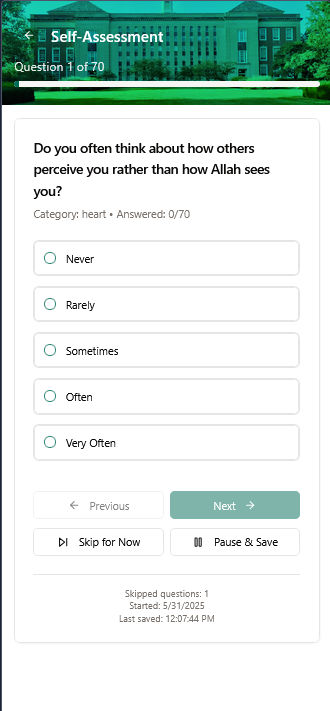 Self-Assessment
Question 1 of 70
Do you often think about how others
perceive you rather than how Allah sees
you?
Category: heart • Answered: 0/70
Never
Rarely
Sometimes
Often
Very Often
Previous
Next
Skip for Now
Pause & Save
Skipped questions: 1
Started: 5/31/2025
Last saved: 12:07:44 PM